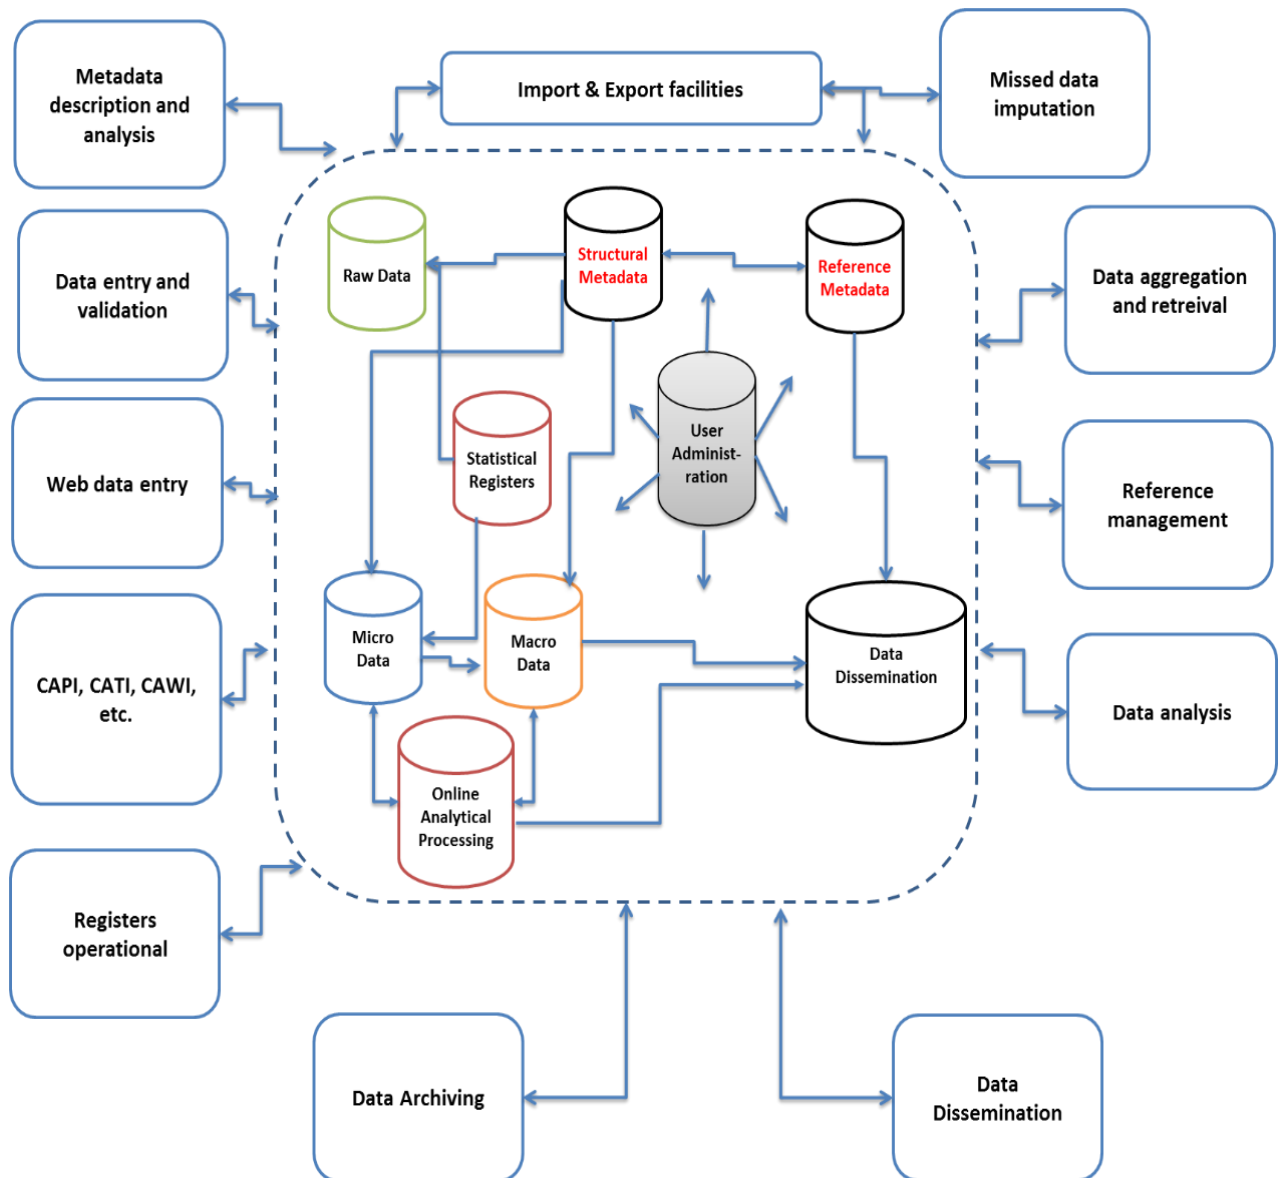 Metadata
description and
analysis
Import & Export facilities
Missed data
imputation
Data entry and
validation
Raw Data
Structural
Metadata
Reference
Metadata
Data aggregation
and retreival
Web data entry
Statistical
Registers
User
Administ-
ration
Reference
management
CAPI, CATI, CAWI,
etc.
Micro
Data
Macro
Data
Data
Dissemination
Data analysis
Online
Analytical
Processing
Registers
operational
Data Archiving
Data
Dissemination